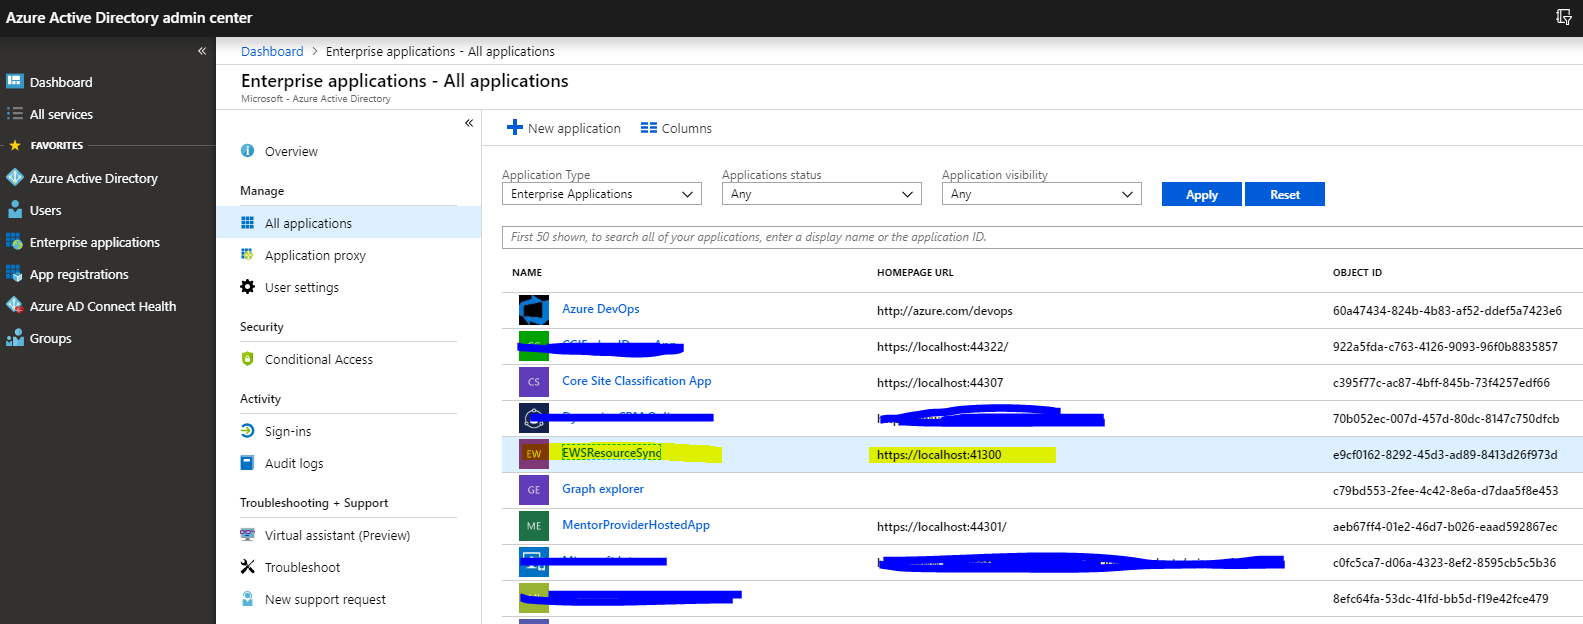 Azure Active Directory admin center
«
Dashboard
All services
FAVORITES
Azure Active Directory
Users
Enterprise applications
App registrations
Azure AD Connect Health
Groups
Dashboard > Enterprise applications - All applications
Enterprise applications - All applications
Microsoft - Azure Active Directory
«
Overview
Manage
All applications
Application proxy
User settings
Security
Conditional Access
Activity
Sign-ins
Audit logs
Troubleshooting + Support
Virtual assistant (Preview)
Troubleshoot
New support request
New application Columns
Application Type Applications status Application visibility
Enterprise Applications Any Any Apply Reset
First 50 shown, to search all of your applications, enter a display name or the application ID.
NAME HOMEPAGE URL OBJECT ID
Azure DevOps http://azure.com/devops 60a47434-824b-4b83-af52-ddef5a7423e6
https://localhost:44322/ 922a5fda-c763-4126-9093-96f0b8835857
CS Core Site Classification App https://localhost:44307 c395f77c-ac87-4bff-845b-73f4257edf66
70b052ec-007d-457d-80dc-8147c750dfcb
EW EWSResourceSync https://localhost:41300 e9cf0162-8292-45d3-ad89-8413d26f973d
GE Graph explorer c79bd553-2fee-4c42-8e6a-d7daa5f8e453
ME MentorProviderHostedApp https://localhost:44301/ aeb67ff4-01e2-46d7-b026-eaad592867ec
c0fc5ca7-d06a-4323-8ef2-8595cb5c5b36
8efc64fa-53dc-41fd-bb5d-f19e42fce479